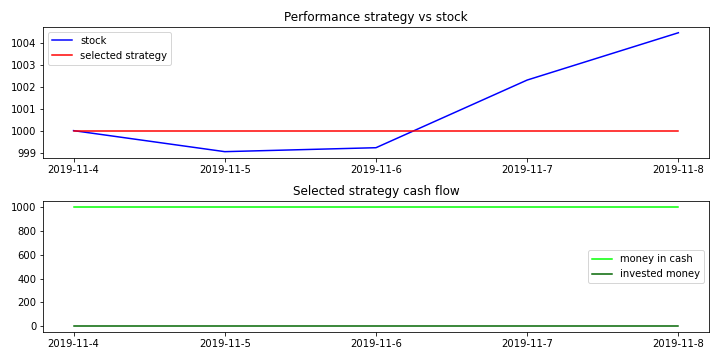 Performance strategy vs stock
stock
selected strategy
1004
1003
1002
1001
1000
999
2019-11-4 2019-11-5 2019-11-6 2019-11-7 2019-11-8
Selected strategy cash flow
1000
800
600
400
200
0
money in cash
invested money
2019-11-4 2019-11-5 2019-11-6 2019-11-7 2019-11-8